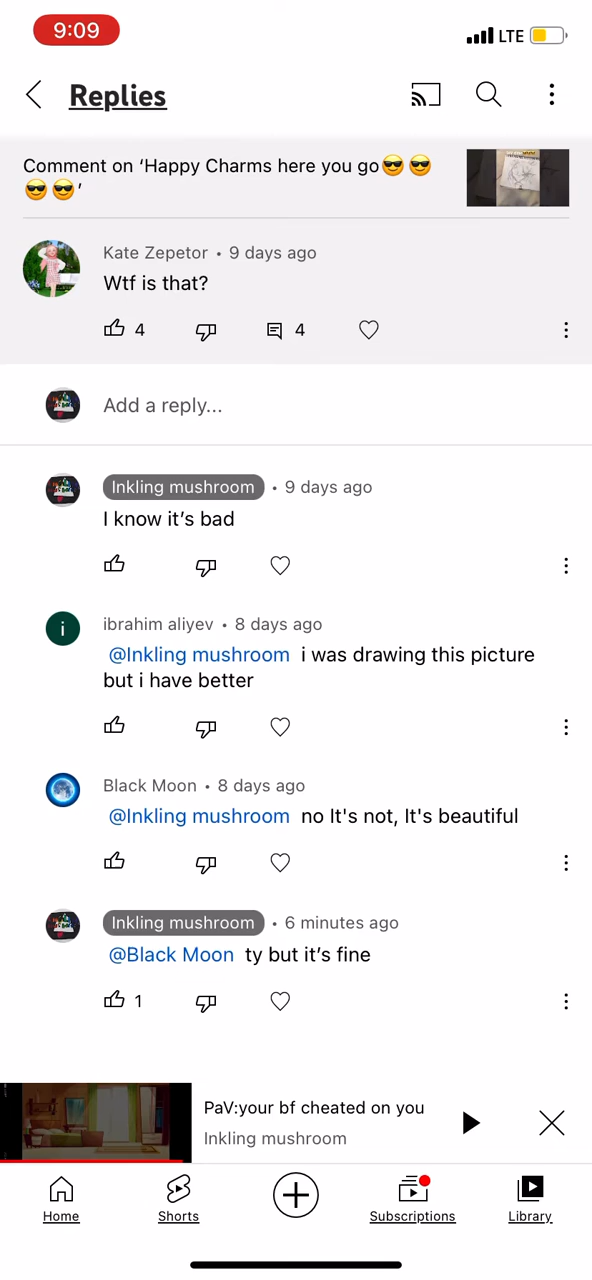 9:09
LTE
Replies
Comment on ‘Happy Charms here you go😎😎
😎😎’
Kate Zepetor • 9 days ago
Wtf is that?
4 4
Add a reply...
Inkling mushroom • 9 days ago
I know it’s bad
i
ibrahim aliyev • 8 days ago
@Inkling mushroom i was drawing this picture
but i have better
Black Moon • 8 days ago
@Inkling mushroom no It's not, It's beautiful
Inkling mushroom • 6 minutes ago
@Black Moon ty but it’s fine
1
PaV:your bf cheated on you
Inkling mushroom
Home Shorts Subscriptions Library